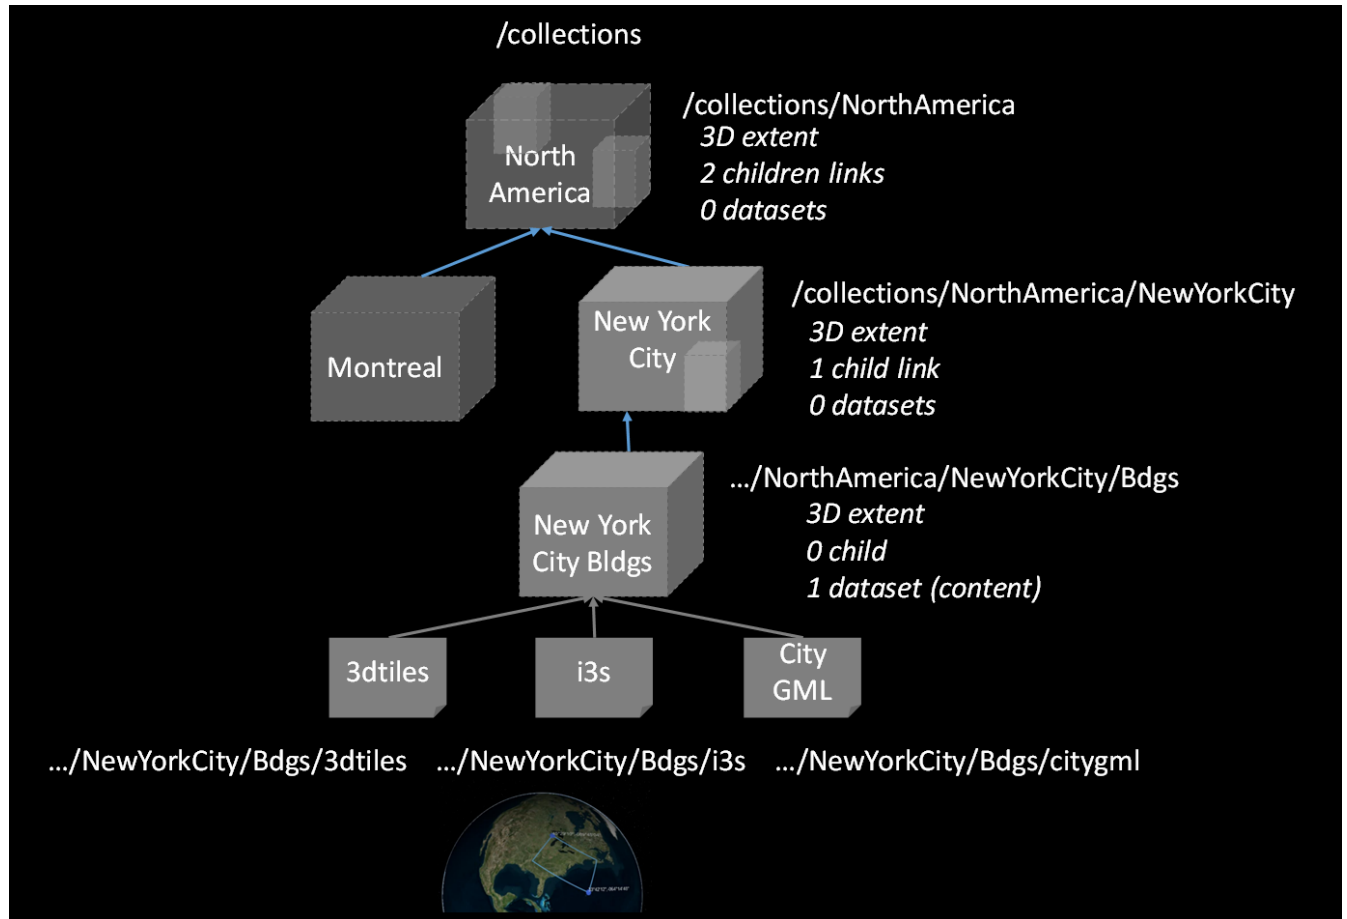 /collections
/collections/NorthAmerica
3D extent
2 children links
0 datasets
North
America
/collections/NorthAmerica/NewYorkCity
3D extent
1 child link
0 datasets
New York
City
Montreal
.../NorthAmerica/NewYorkCity/Bdgs
3D extent
0 child
1 dataset (content)
New York
City Bldgs
3dtiles
i3s
City
GML
.../NewYorkCity/Bdgs/3dtiles
.../NewYorkCity/Bdgs/i3s
.../NewYorkCity/Bdgs/citygml